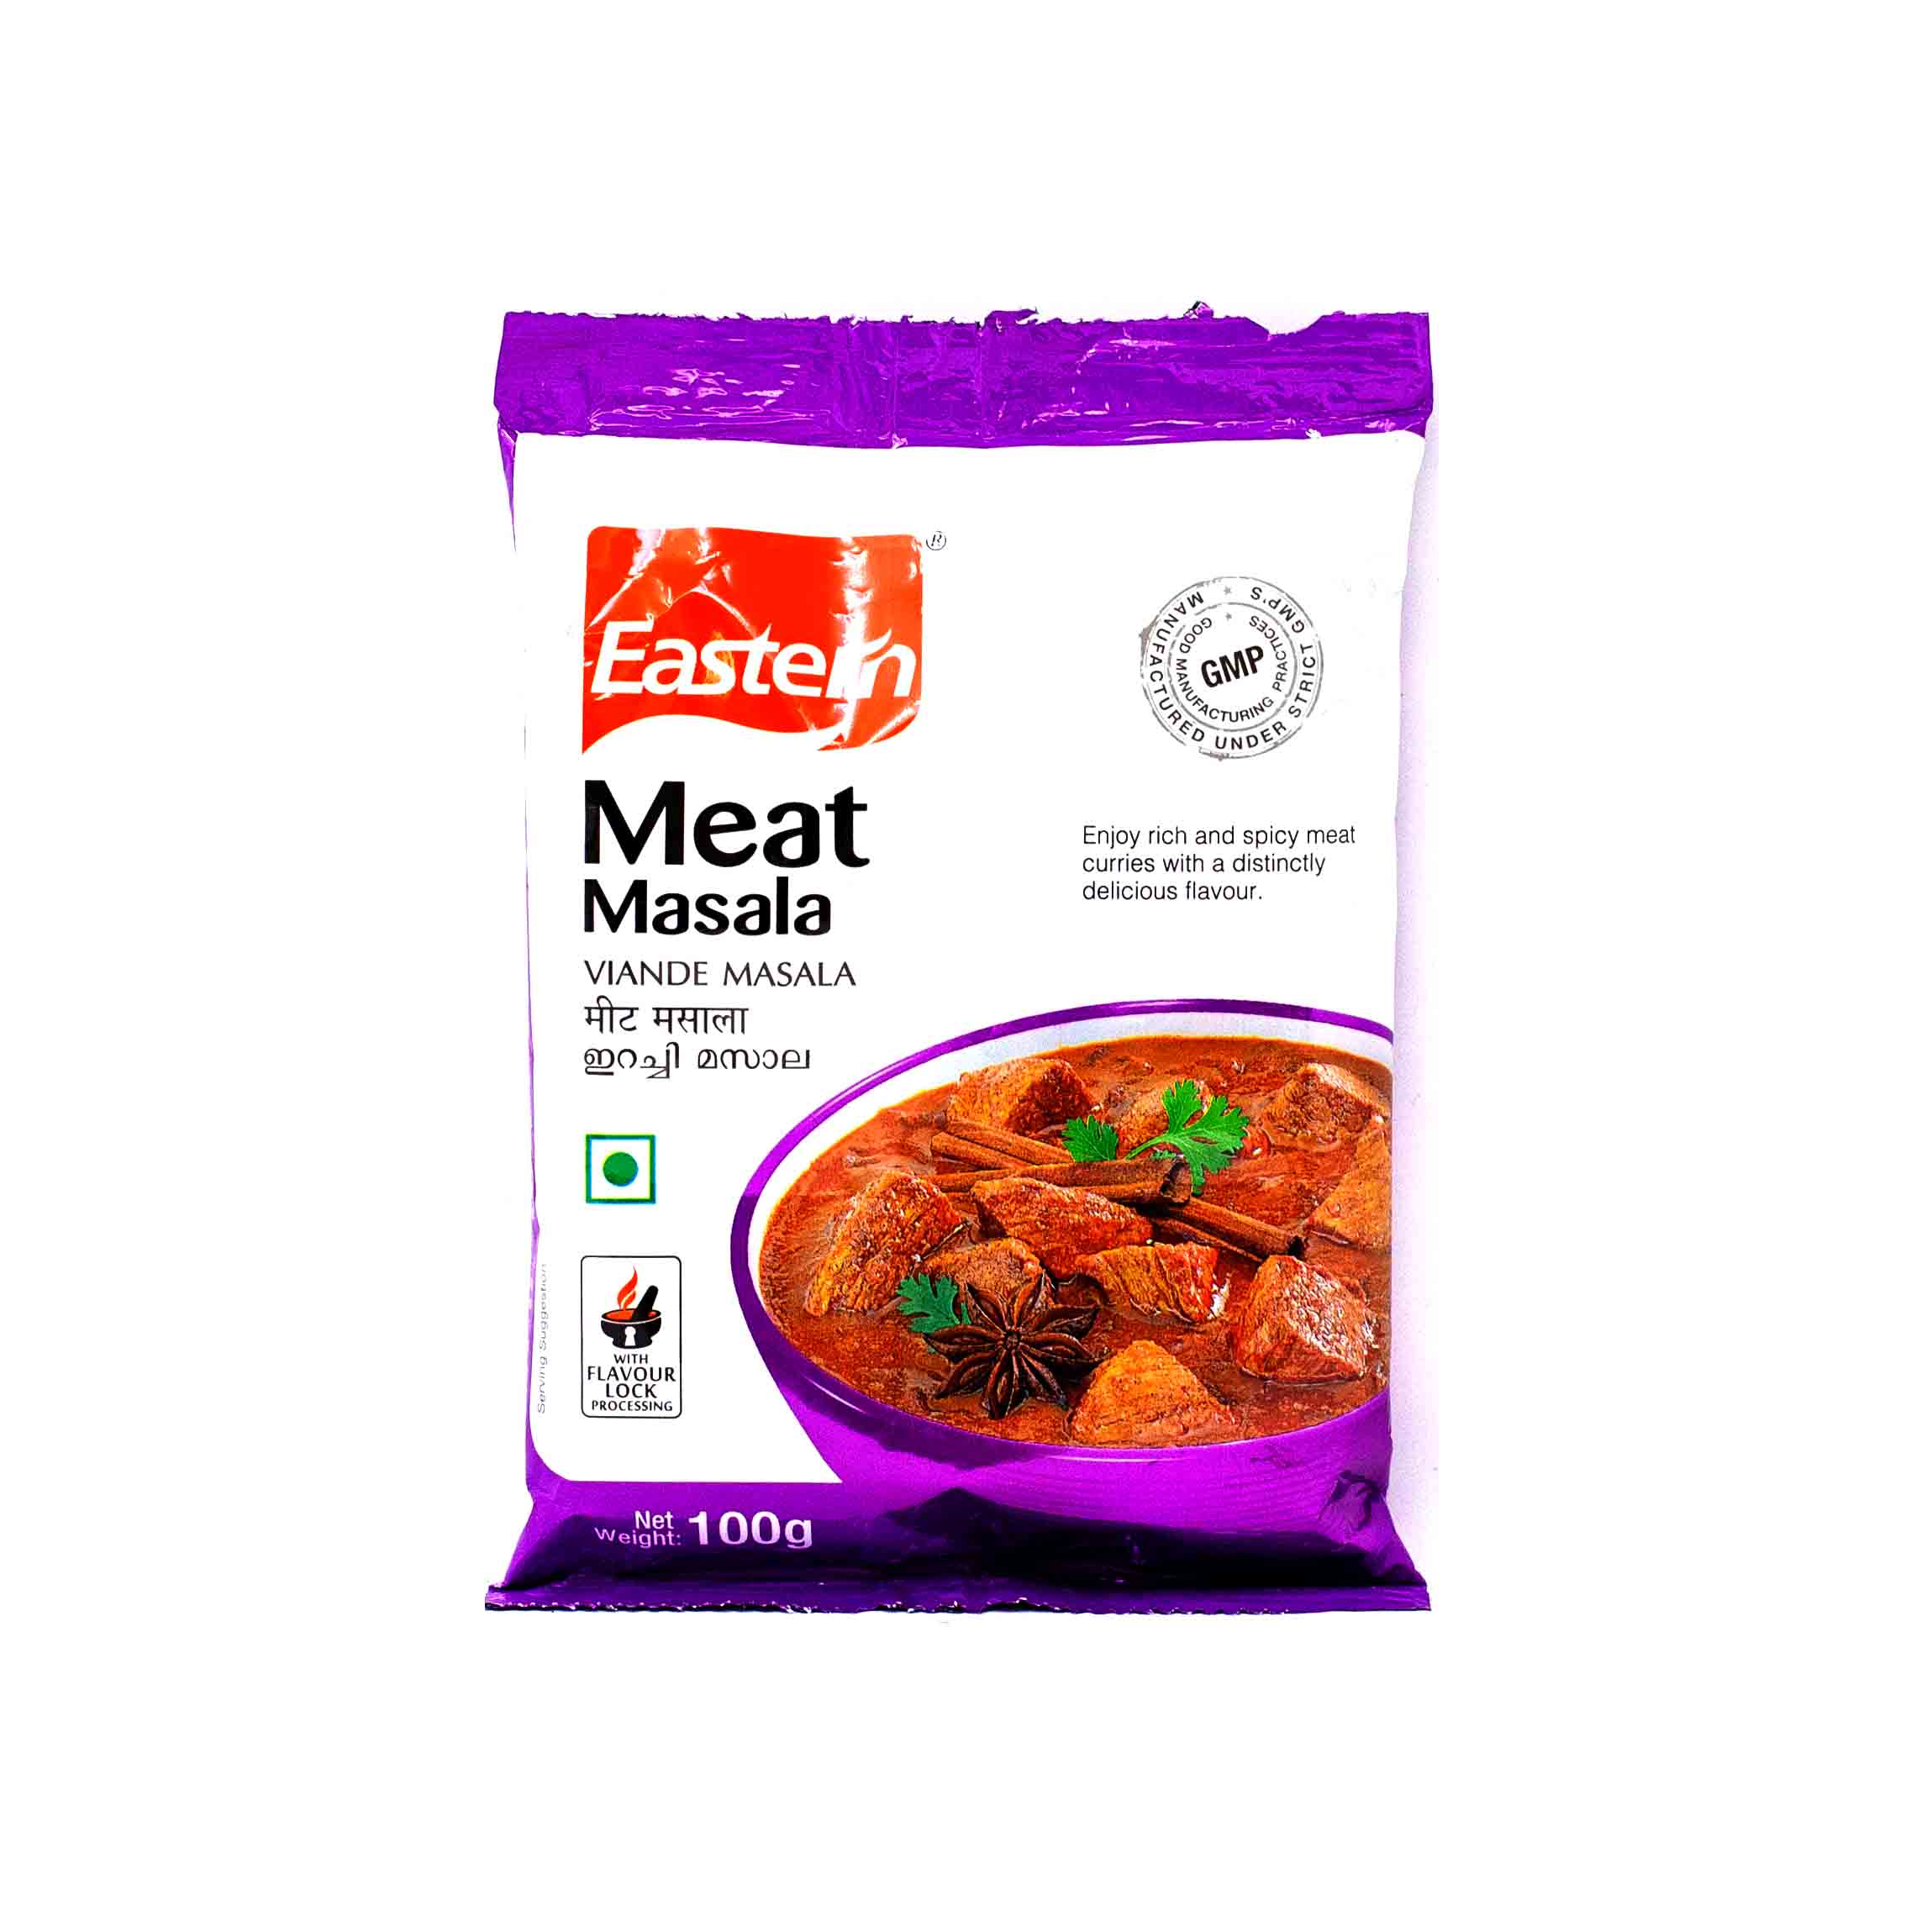 Eastern ®
Meat
Masala
VIANDE MASALA
मीट मसाला
ഇറച്ചി മസാല
MANUFACTURED UNDER STRICT GMP'S
GOOD MANUFACTURING PRACTICES
GMP
Enjoy rich and spicy meat
curries with a distinctly
delicious flavour.
WITH
FLAVOUR
LOCK
PROCESSING
Serving Suggestion
Net
Weight: 100g